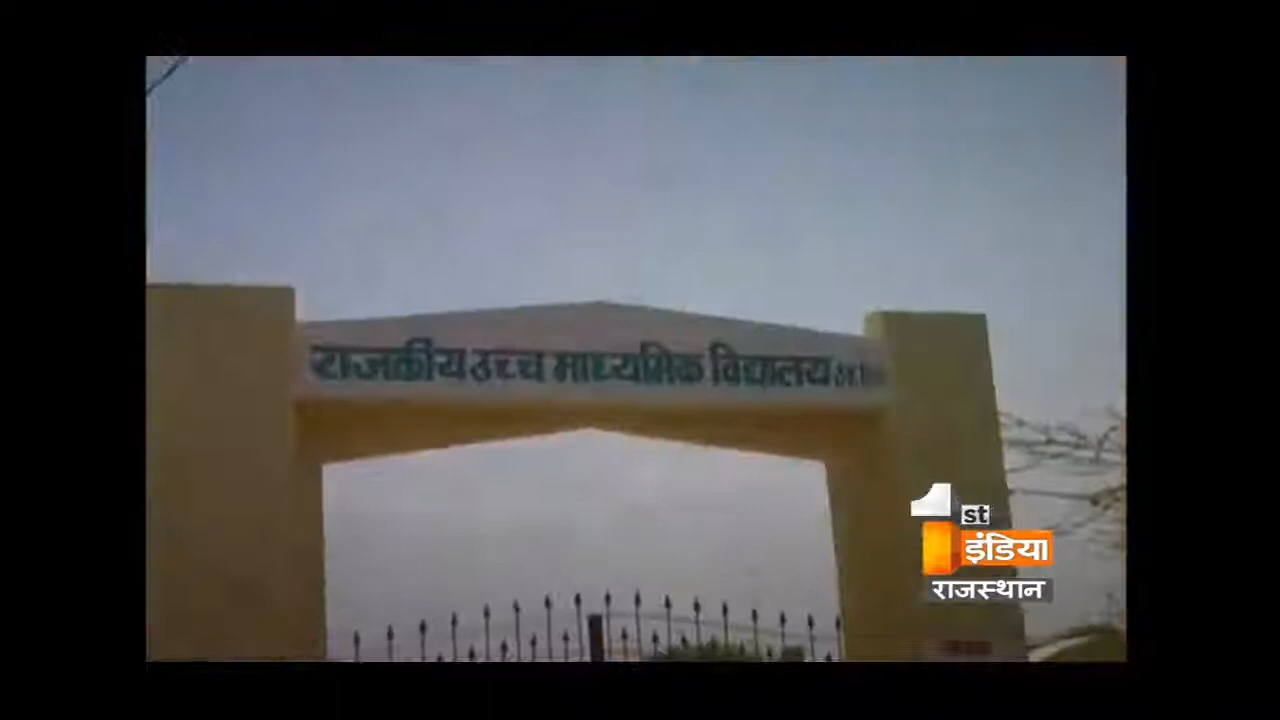 राजकीय उच्च माध्यमिक विद्यालय
1st
इंडिया
राजस्थान